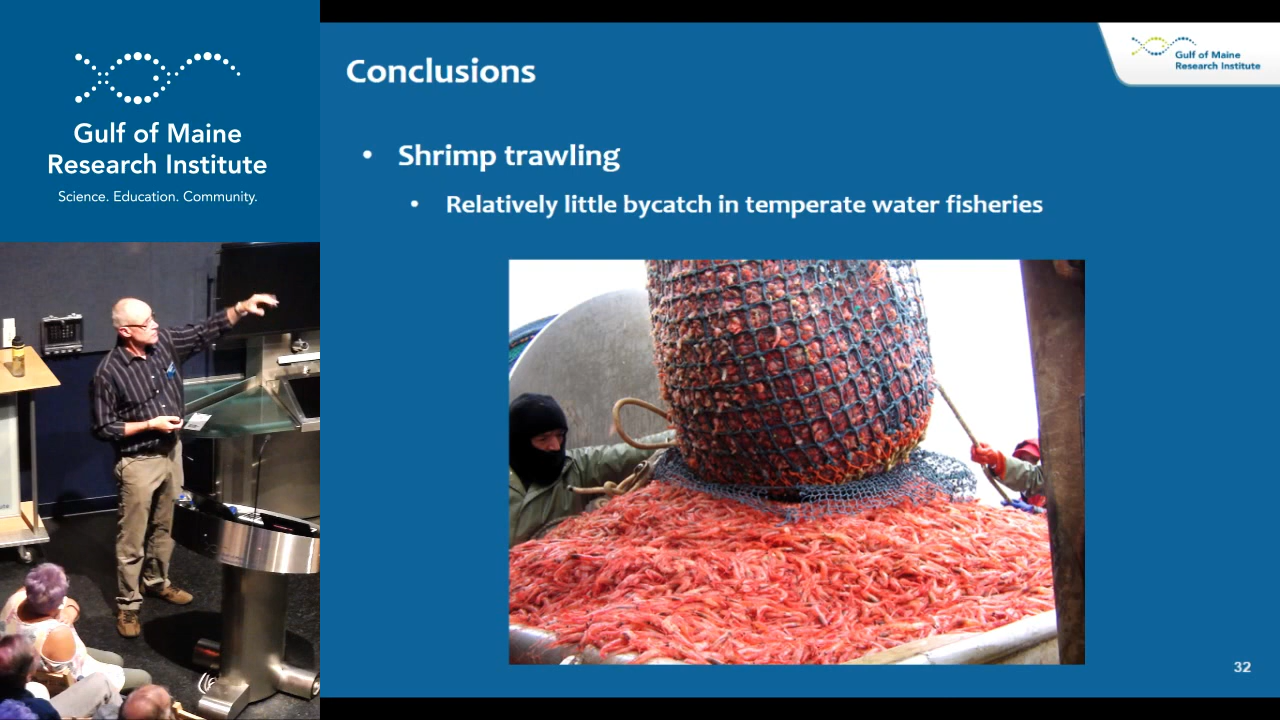 Gulf of Maine
Research Institute
Science. Education. Community.
Conclusions
Gulf of Maine
Research Institute
• Shrimp trawling
• Relatively little bycatch in temperate water fisheries
32